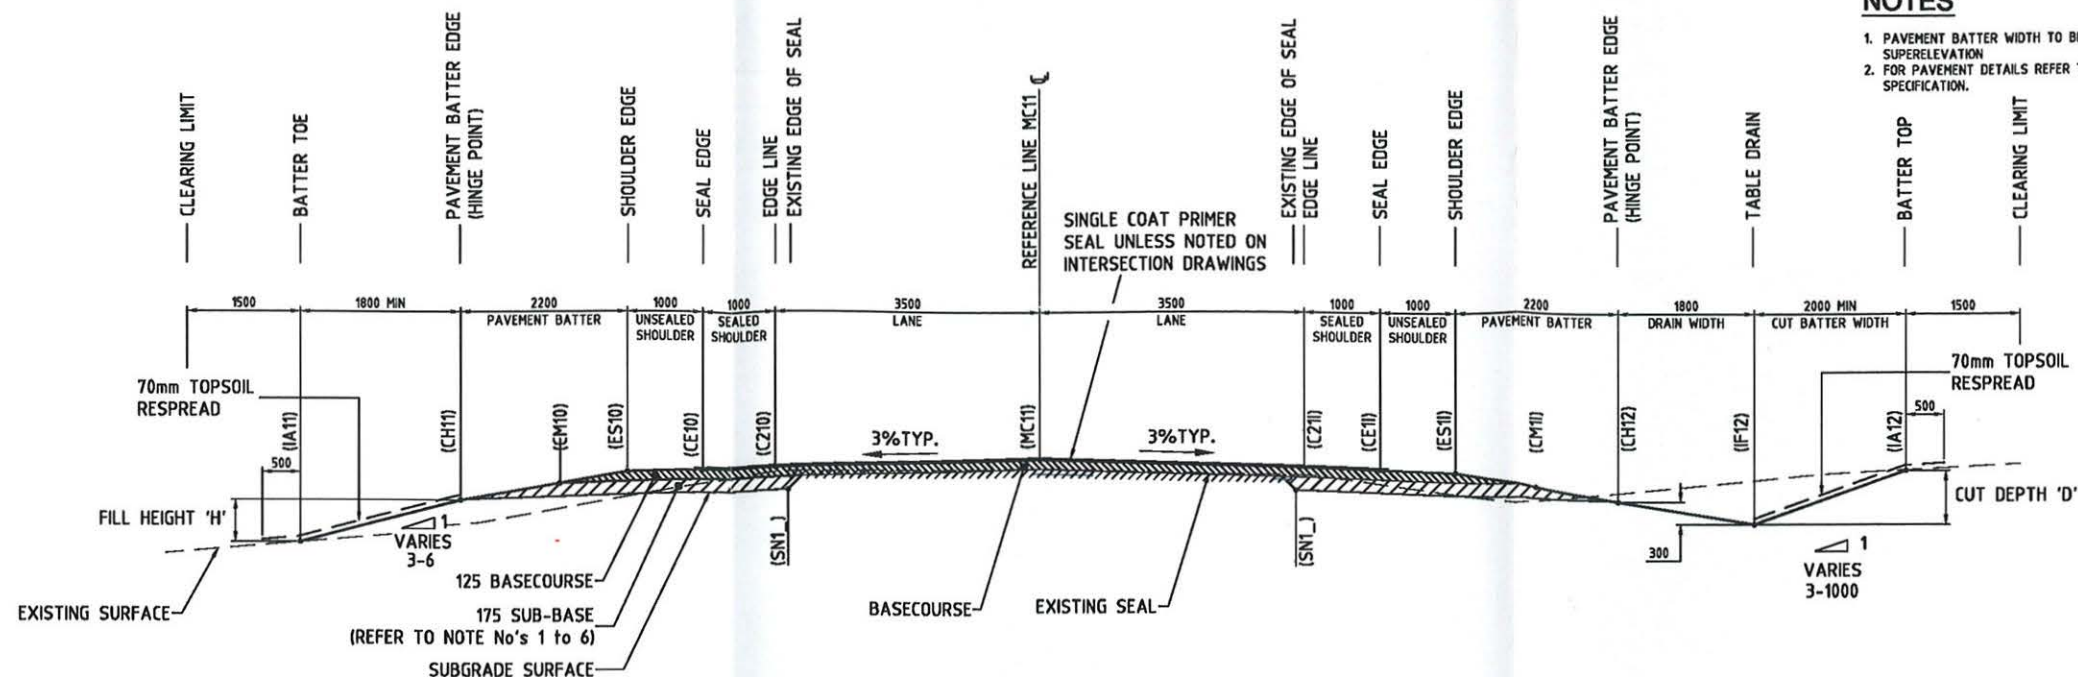 NOTES
1. PAVEMENT BATTER WIDTH TO
SUPERELEVATION
2. FOR PAVEMENT DETAILS REFER
SPECIFICATION.
CLEARING LIMIT
BATTER TOE
PAVEMENT BATTER EDGE
(HINGE POINT)
SHOULDER EDGE
SEAL EDGE
EDGE LINE
EXISTING EDGE OF SEAL
REFERENCE LINE MC11 ℄
EXISTING EDGE OF SEAL
EDGE LINE
SEAL EDGE
SHOULDER EDGE
PAVEMENT BATTER EDGE
(HINGE POINT)
TABLE DRAIN
BATTER TOP
CLEARING LIMIT
SINGLE COAT PRIMER
SEAL UNLESS NOTED ON
INTERSECTION DRAWINGS
1500 1800 MIN 2200 1000 1000 3500 3500 1000 1000 2200 1800 2000 MIN 1500
PAVEMENT BATTER
UNSEALED
SHOULDER
SEALED
SHOULDER
LANE
LANE
SEALED
SHOULDER
UNSEALED
SHOULDER
PAVEMENT BATTER
DRAIN WIDTH
CUT BATTER WIDTH
70mm TOPSOIL
RESPREAD
70mm TOPSOIL
RESPREAD
(IA11)
(CH11)
(CM10)
(ES10)
(CE10)
(C210)
(MC11)
(C211)
(CE11)
(ES11)
(CM11)
(CH12)
(IF12)
(IA12)
500
500
3%TYP.
3%TYP.
FILL HEIGHT 'H'
CUT DEPTH 'D'
1
VARIES
3-6
(SN1_)
(SN1_)
300
1
VARIES
3-1000
125 BASECOURSE
175 SUB-BASE
(REFER TO NOTE No's 1 to 6)
SUBGRADE SURFACE
EXISTING SURFACE
BASECOURSE
EXISTING SEAL